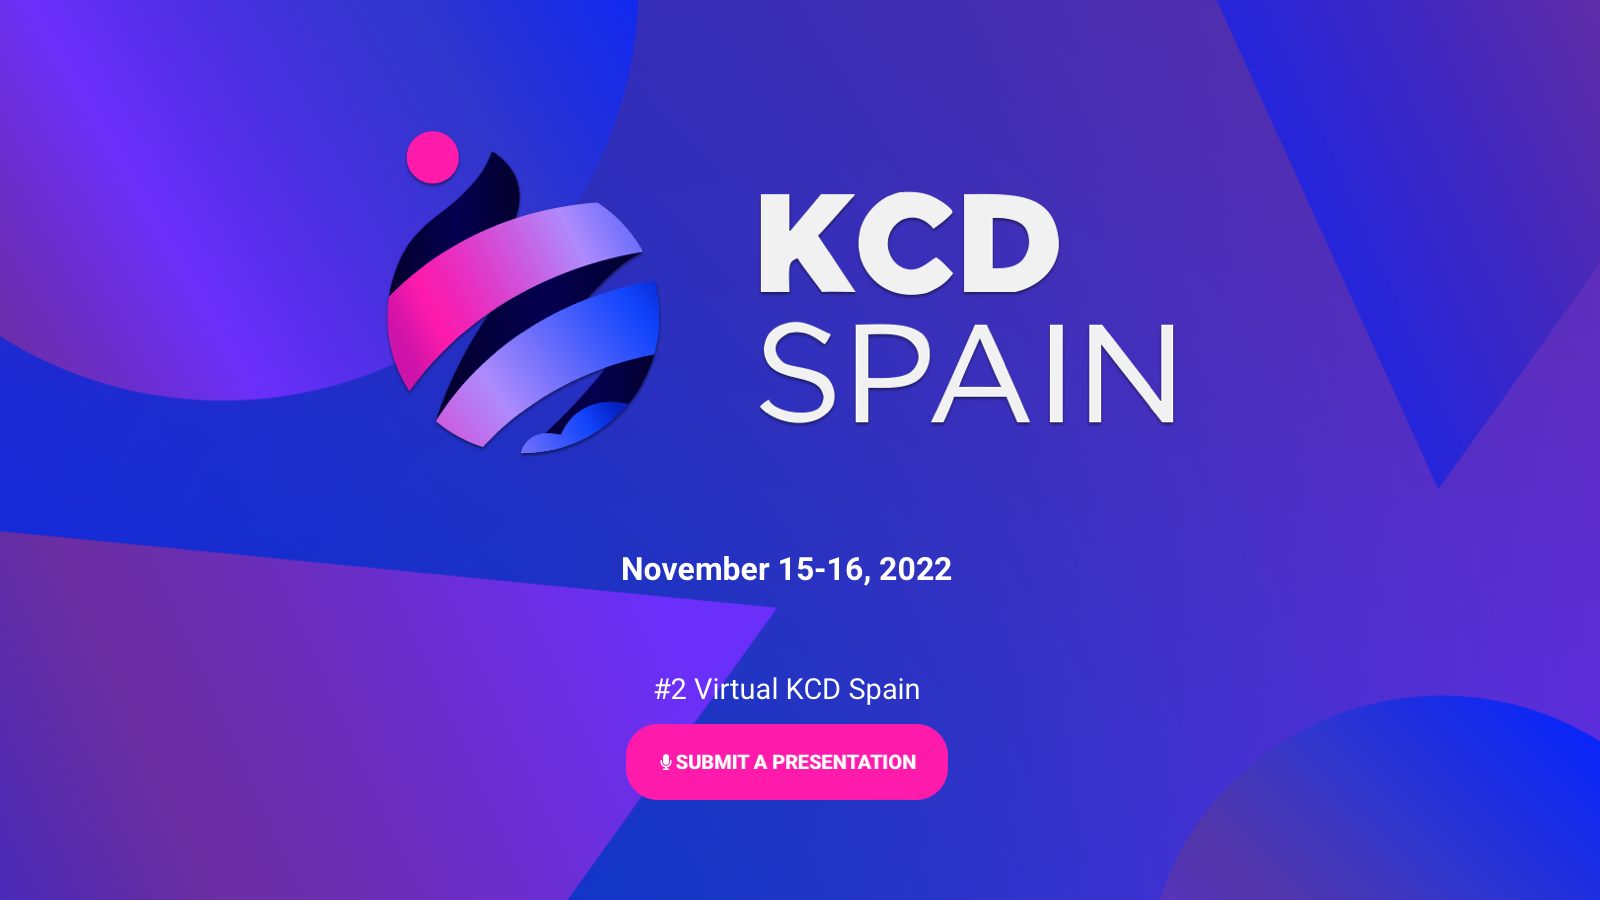 KCD
SPAIN
November 15-16, 2022
#2 Virtual KCD Spain
SUBMIT A PRESENTATION